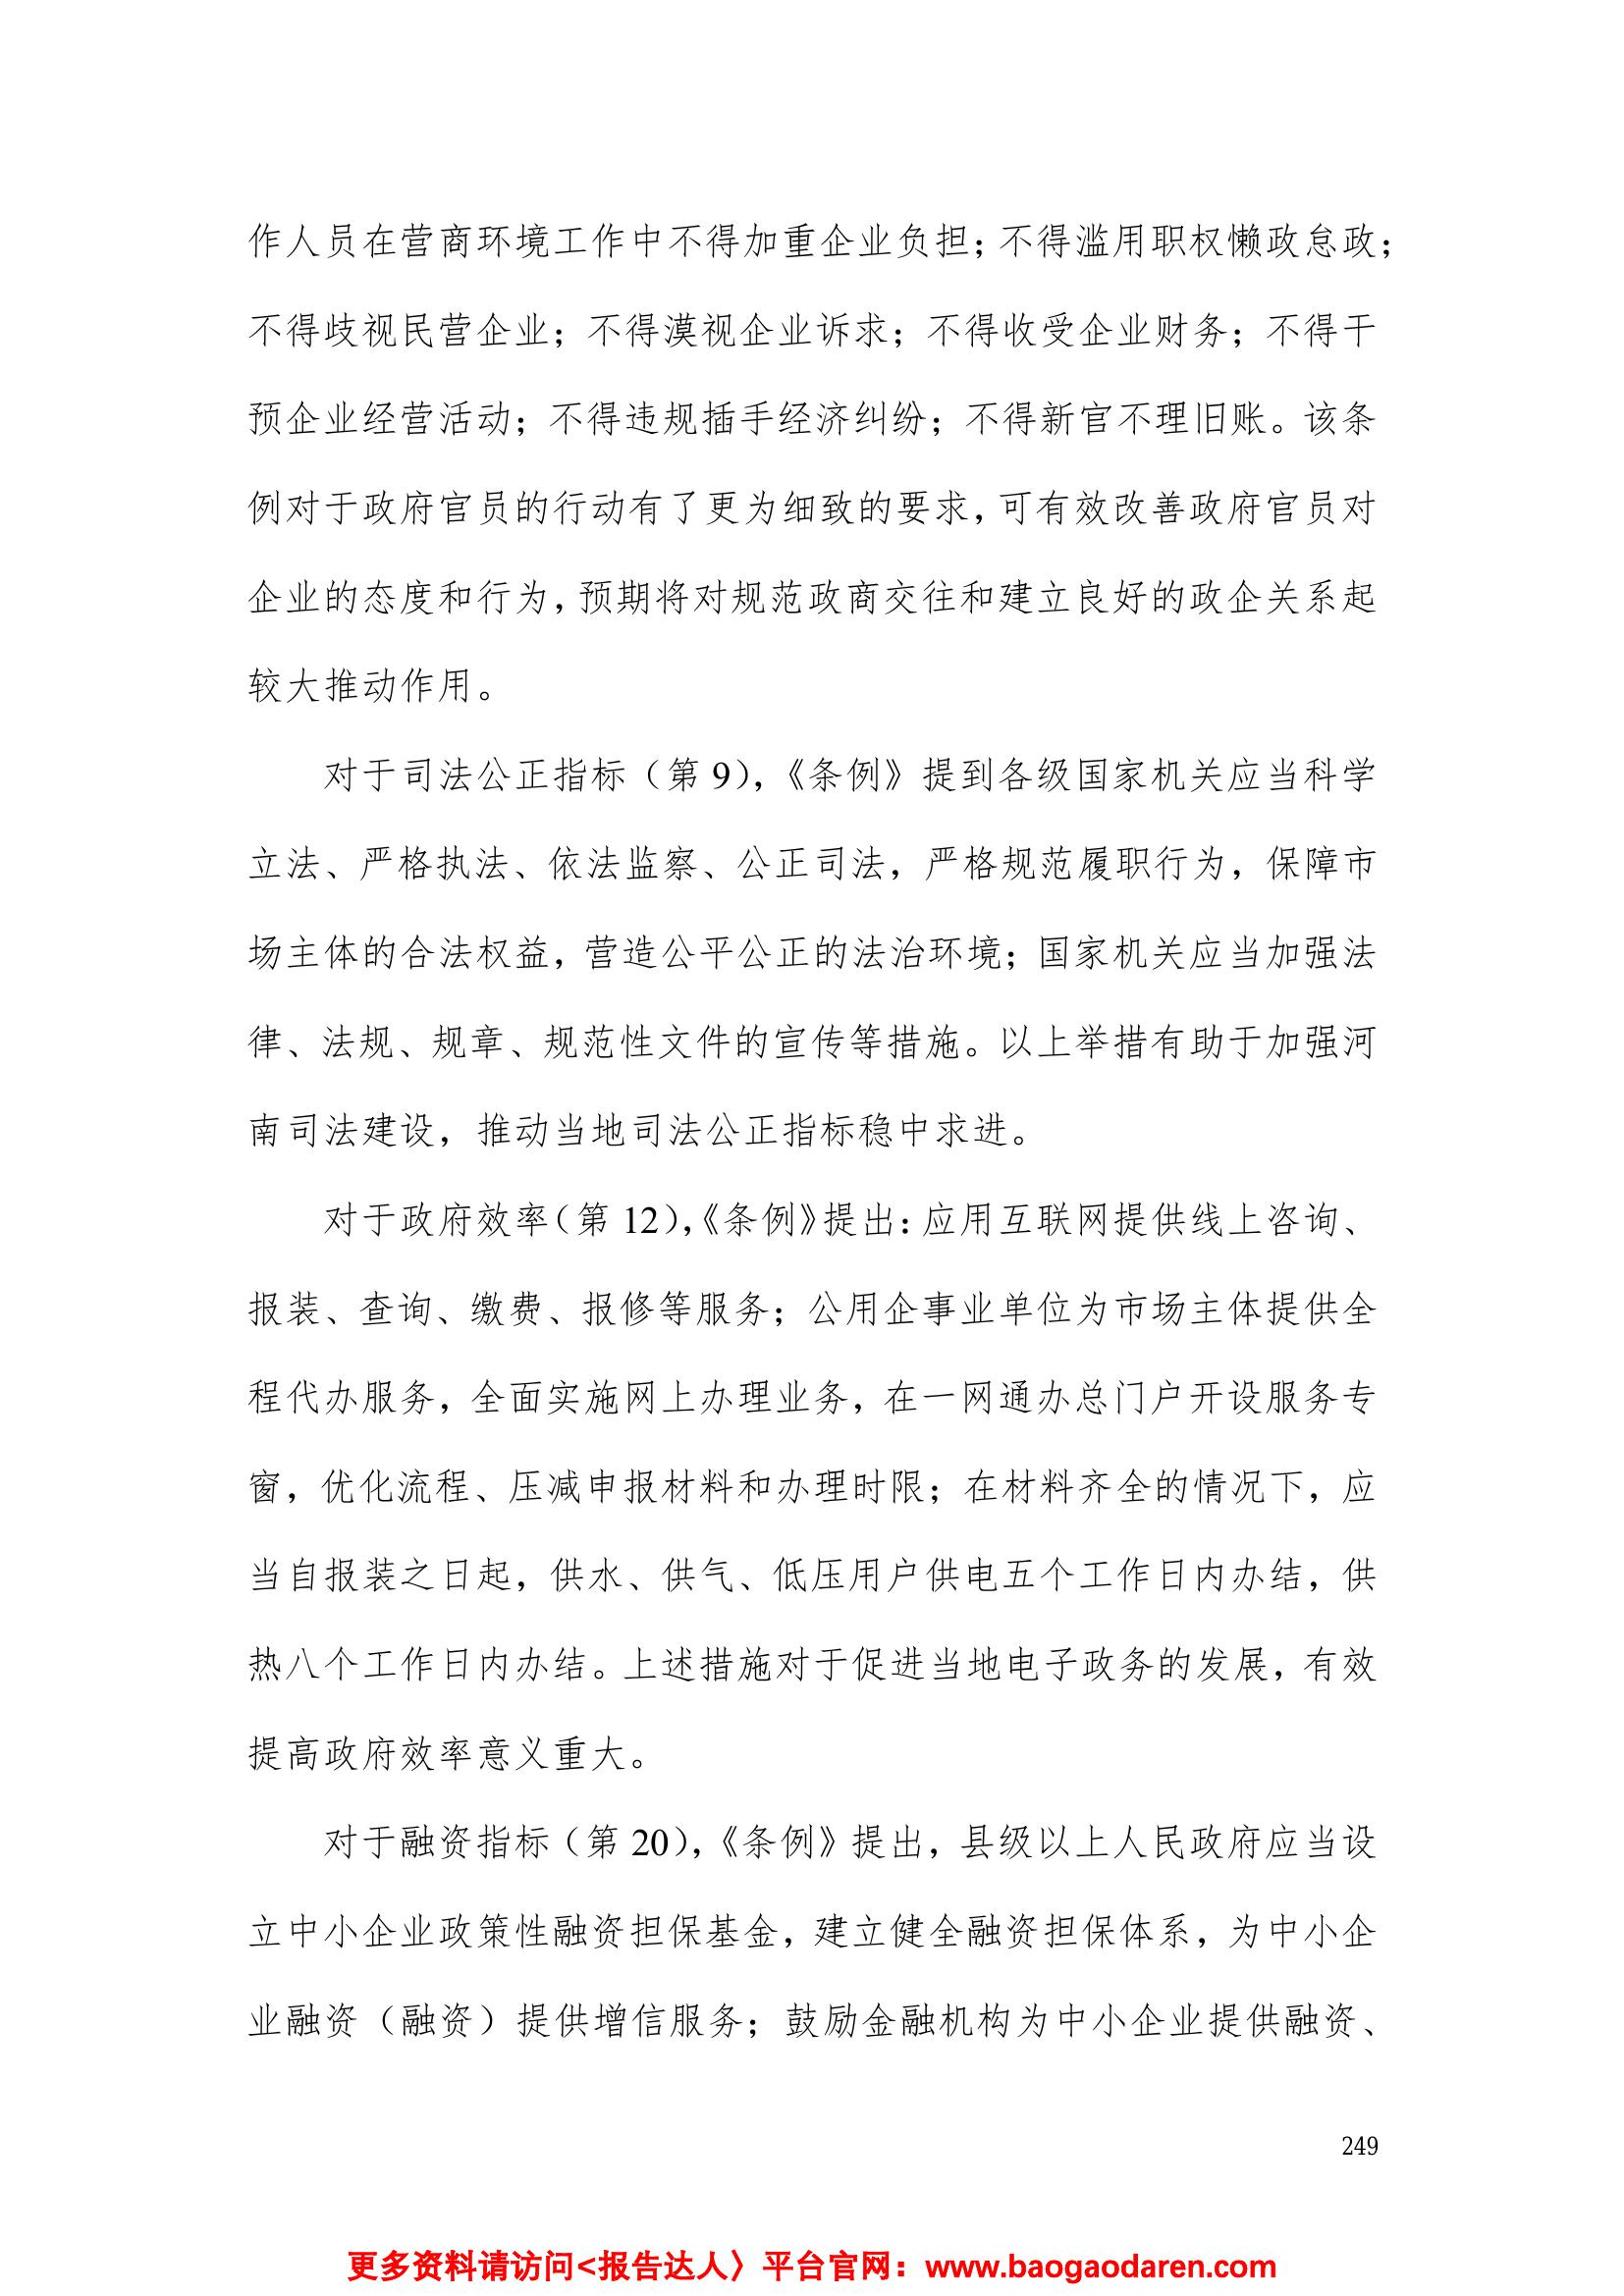 作人员在营商环境工作中不得加重企业负担；不得滥用职权懒政怠政；
不得歧视民营企业；不得漠视企业诉求；不得收受企业财务；不得干
预企业经营活动；不得违规插手经济纠纷；不得新官不理旧账。该条
例对于政府官员的行动有了更为细致的要求，可有效改善政府官员对
企业的态度和行为，预期将对规范政商交往和建立良好的政企关系起
较大推动作用。
对于司法公正指标（第 9），《条例》提到各级国家机关应当科学
立法、严格执法、依法监察、公正司法，严格规范履职行为，保障市
场主体的合法权益，营造公平公正的法治环境；国家机关应当加强法
律、法规、规章、规范性文件的宣传等措施。以上举措有助于加强河
南司法建设，推动当地司法公正指标稳中求进。
对于政府效率（第 12），《条例》提出：应用互联网提供线上咨询、
报装、查询、缴费、报修等服务；公用企事业单位为市场主体提供全
程代办服务，全面实施网上办理业务，在一网通办总门户开设服务专
窗，优化流程、压减申报材料和办理时限；在材料齐全的情况下，应
当自报装之日起，供水、供气、低压用户供电五个工作日内办结，供
热八个工作日内办结。上述措施对于促进当地电子政务的发展，有效
提高政府效率意义重大。
对于融资指标（第 20），《条例》提出，县级以上人民政府应当设
立中小企业政策性融资担保基金，建立健全融资担保体系，为中小企
业融资（融资）提供增信服务；鼓励金融机构为中小企业提供融资、
249
更多资料请访问<报告达人〉平台官网：www.baogaodaren.com